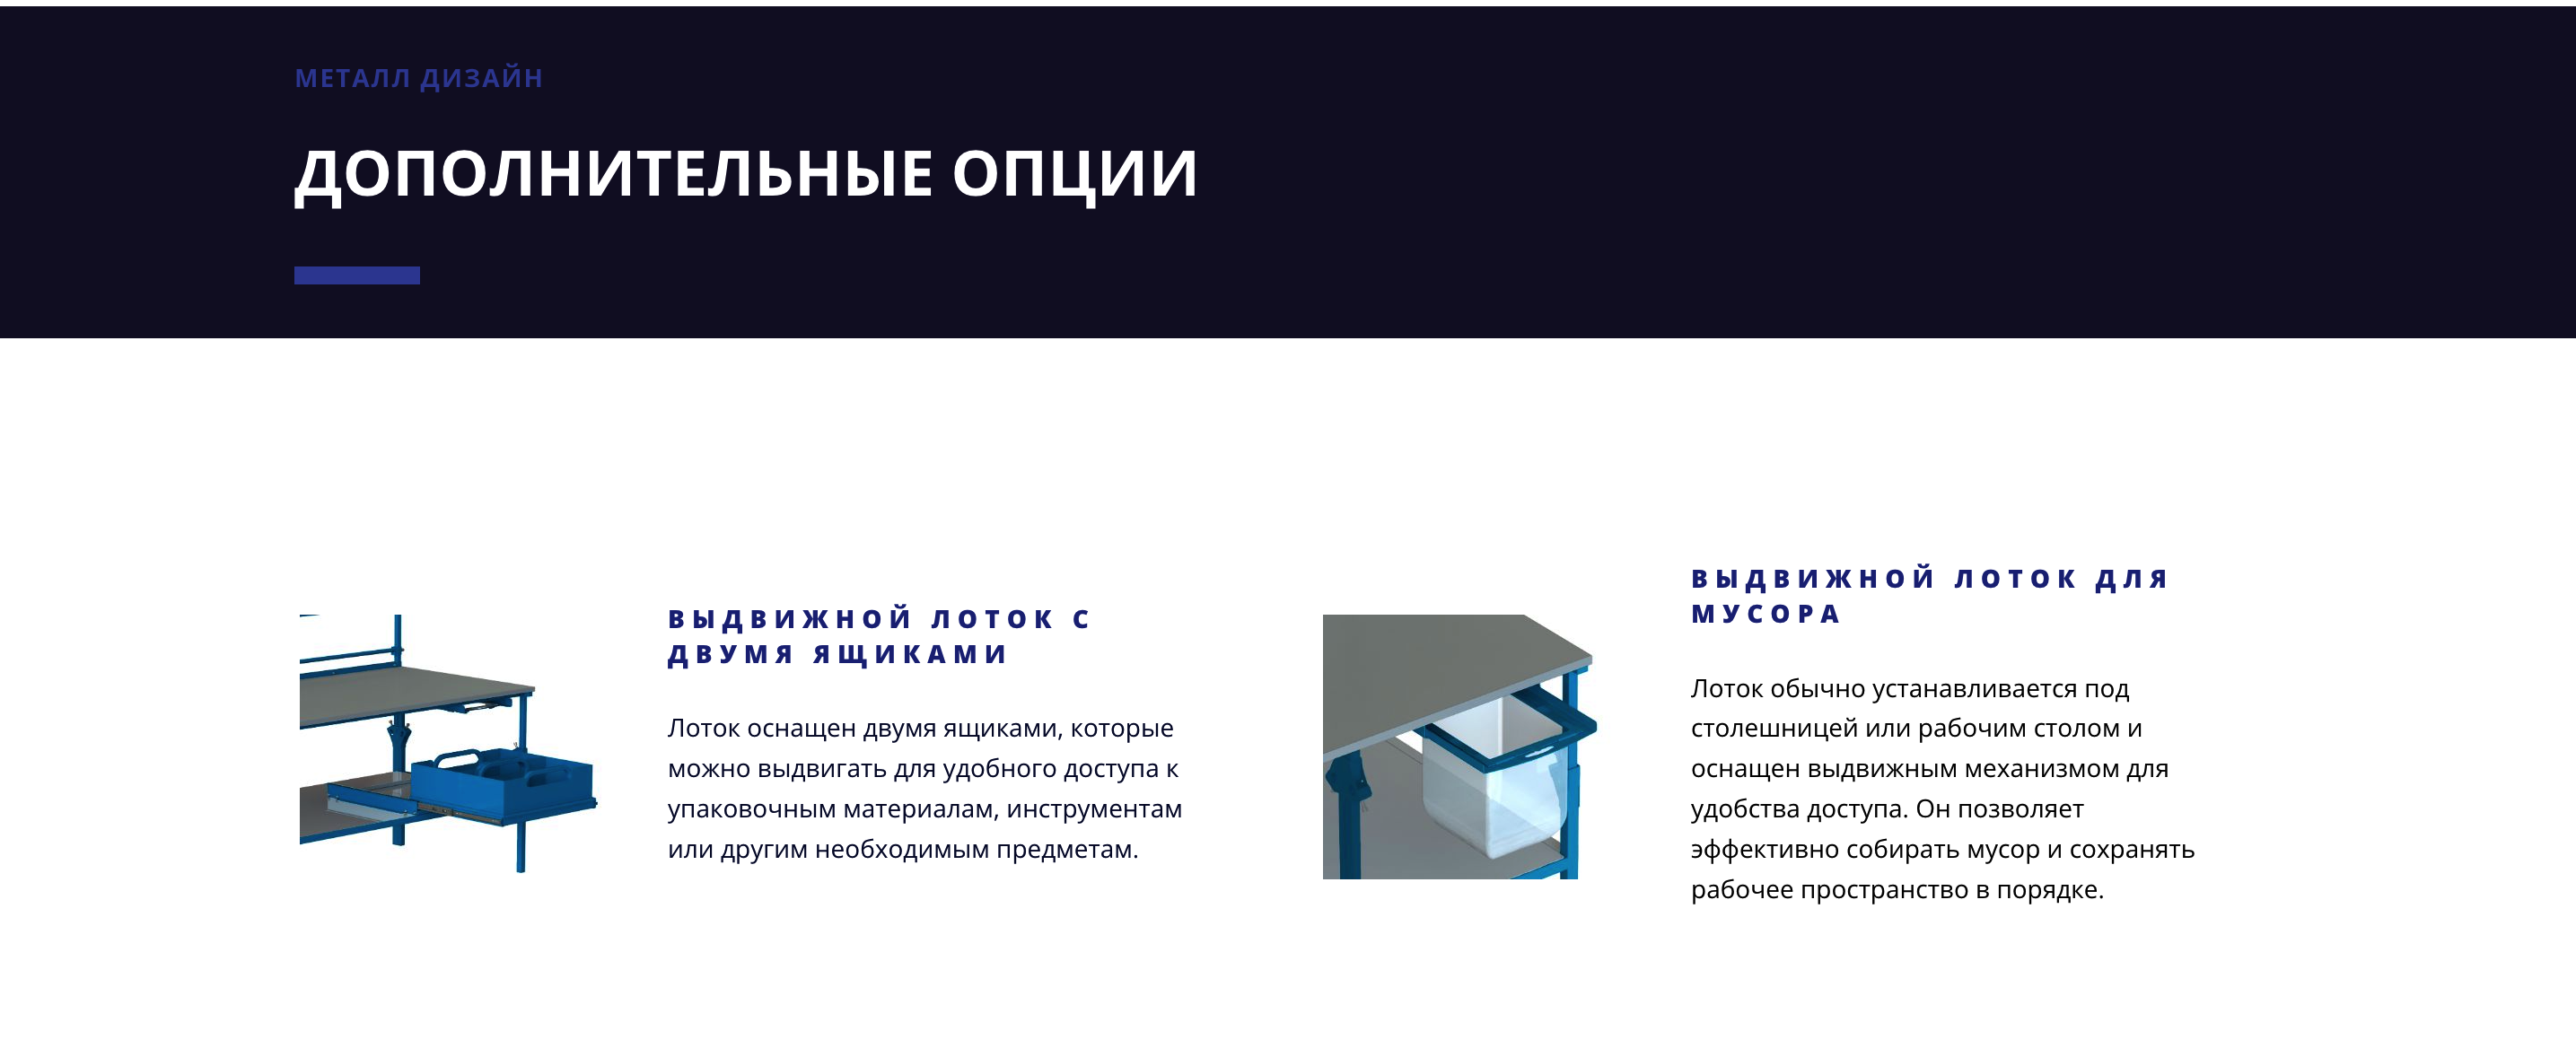 МЕТАЛЛ ДИЗАЙН
ДОПОЛНИТЕЛЬНЫЕ ОПЦИИ
ВЫДВИЖНОЙ ЛОТОК С
ДВУМЯ ЯЩИКАМИ
Лоток оснащен двумя ящиками, которые
можно выдвигать для удобного доступа к
упаковочным материалам, инструментам
или другим необходимым предметам.
ВЫДВИЖНОЙ ЛОТОК ДЛЯ
МУСОРА
Лоток обычно устанавливается под
столешницей или рабочим столом и
оснащен выдвижным механизмом для
удобства доступа. Он позволяет
эффективно собирать мусор и сохранять
рабочее пространство в порядке.